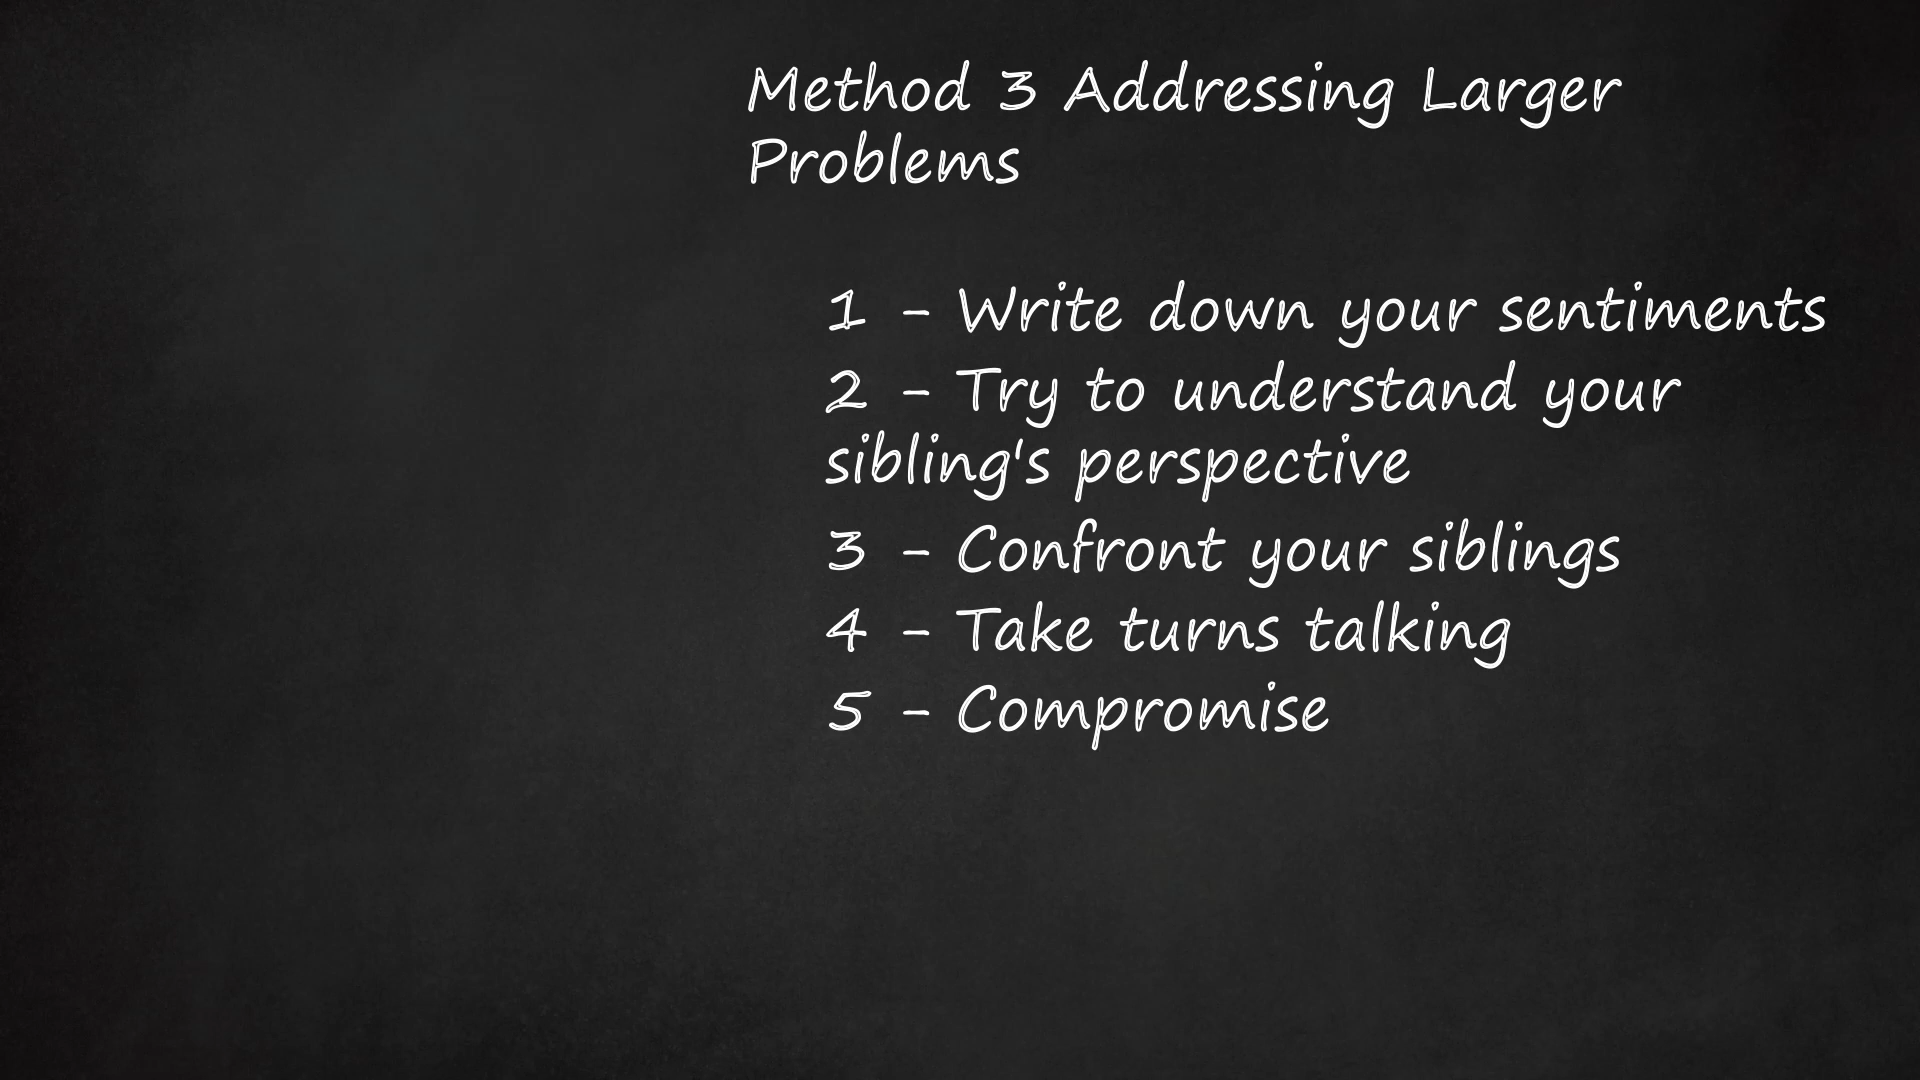 Method 3 Addressing Larger
Problems
1 - Write down your sentiments
2 - Try to understand your
sibling's perspective
3 - Confront your siblings
4 - Take turns talking
5 - Compromise